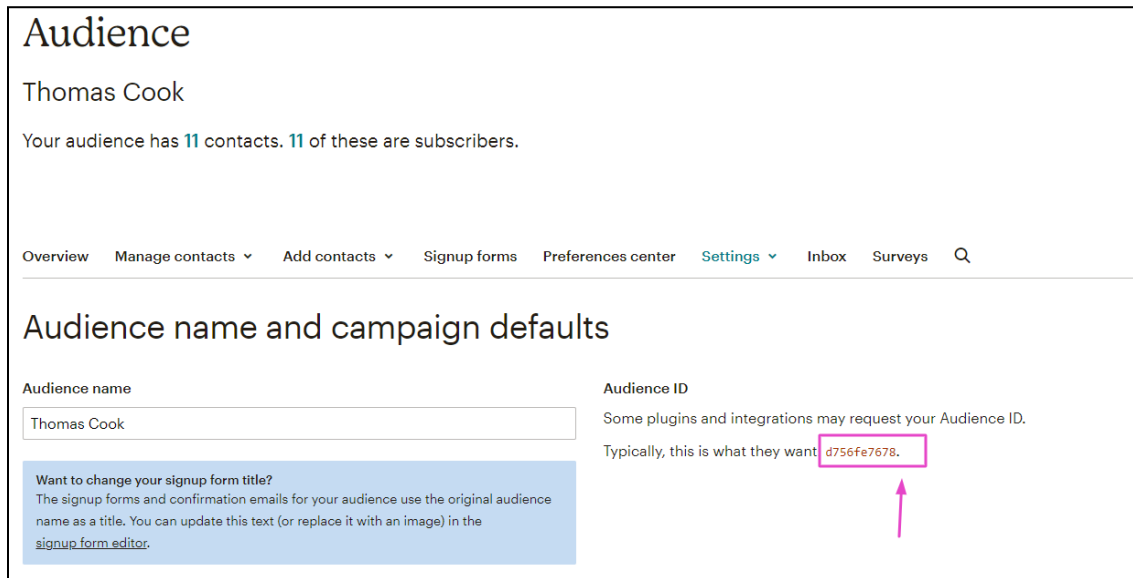 Audience
Thomas Cook
Your audience has 11 contacts. 11 of these are subscribers.
Overview Manage contacts Add contacts Signup forms Preferences center Settings Inbox Surveys
Audience name and campaign defaults
Audience name
Thomas Cook
Want to change your signup form title?
The signup forms and confirmation emails for your audience use the original audience
name as a title. You can update this text (or replace it with an image) in the
signup form editor.
Audience ID
Some plugins and integrations may request your Audience ID.
Typically, this is what they want d756fe7678.